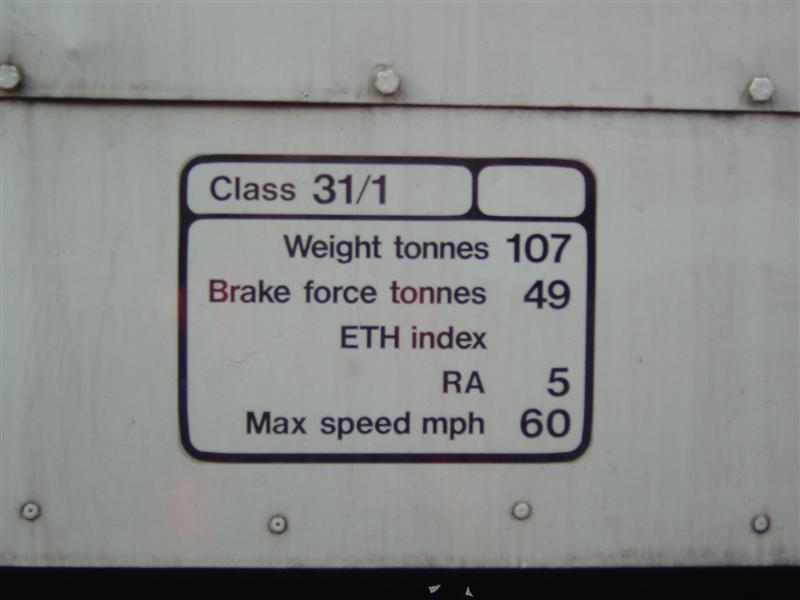 Class 31/1
Weight tonnes 107
Brake force tonnes 49
ETH index
RA 5
Max speed mph 60